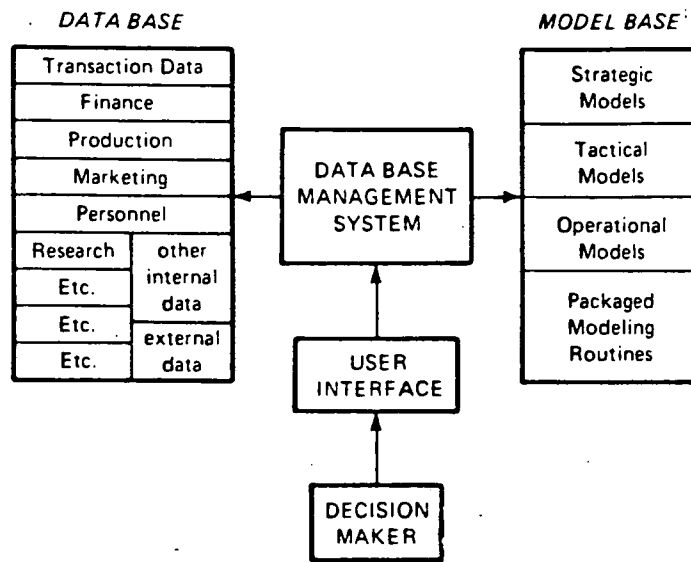 DATA BASE
Transaction Data
Finance
Production
Marketing
Personnel
Research
Etc.
Etc.
Etc.
other
internal
data
external
data
DATA BASE
MANAGEMENT
SYSTEM
USER
INTERFACE
DECISION
MAKER
MODEL BASE
Strategic
Models
Tactical
Models
Operational
Models
Packaged
Modeling
Routines